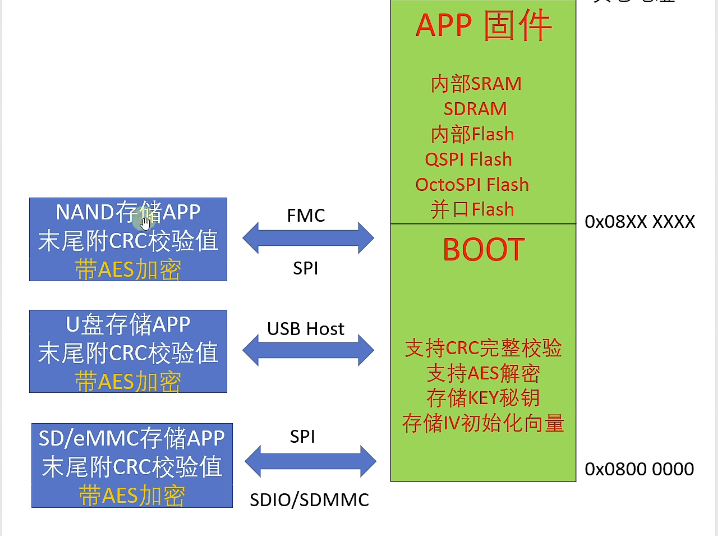 APP 固件
内部SRAM
SDRAM
内部Flash
QSPI Flash
OctoSPI Flash
并口Flash
0x08XX XXXX
NAND存储APP
末尾附CRC校验值
带AES加密
FMC
SPI
BOOT
U盘存储APP
末尾附CRC校验值
带AES加密
USB Host
支持CRC完整校验
支持AES解密
存储KEY秘钥
存储IV初始化向量
SD/eMMC存储APP
末尾附CRC校验值
带AES加密
SPI
SDIO/SDMMC
0x0800 0000